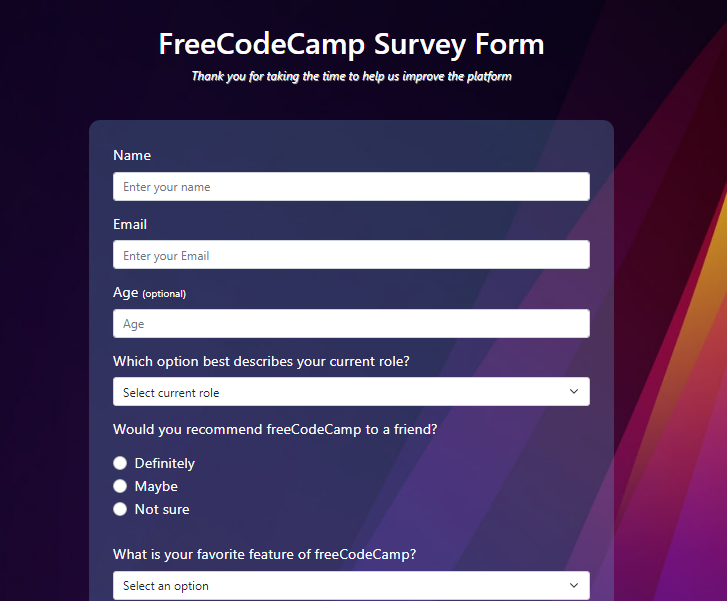 FreeCodeCamp Survey Form
Thank you for taking the time to help us improve the platform
Name
Enter your name
Email
Enter your Email
Age (optional)
Age
Which option best describes your current role?
Select current role
Would you recommend freeCodeCamp to a friend?
Definitely
Maybe
Not sure
What is your favorite feature of freeCodeCamp?
Select an option